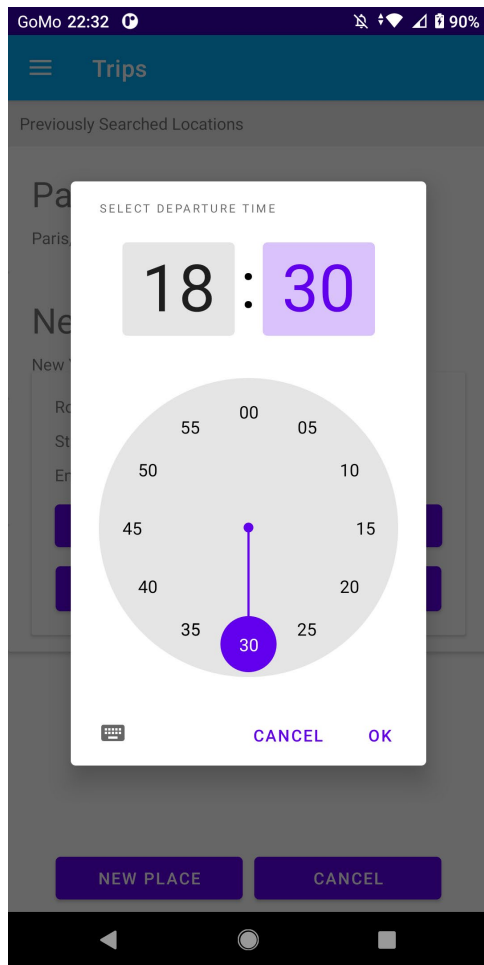 GoMo 22:32 90%
Trips
Previously Searched Locations
Pa
Paris,
SELECT DEPARTURE TIME
18 : 30
Ne
New
Ro
St
En
00
55 05
50 10
45 15
40 20
35 25
30
CANCEL OK
NEW PLACE CANCEL